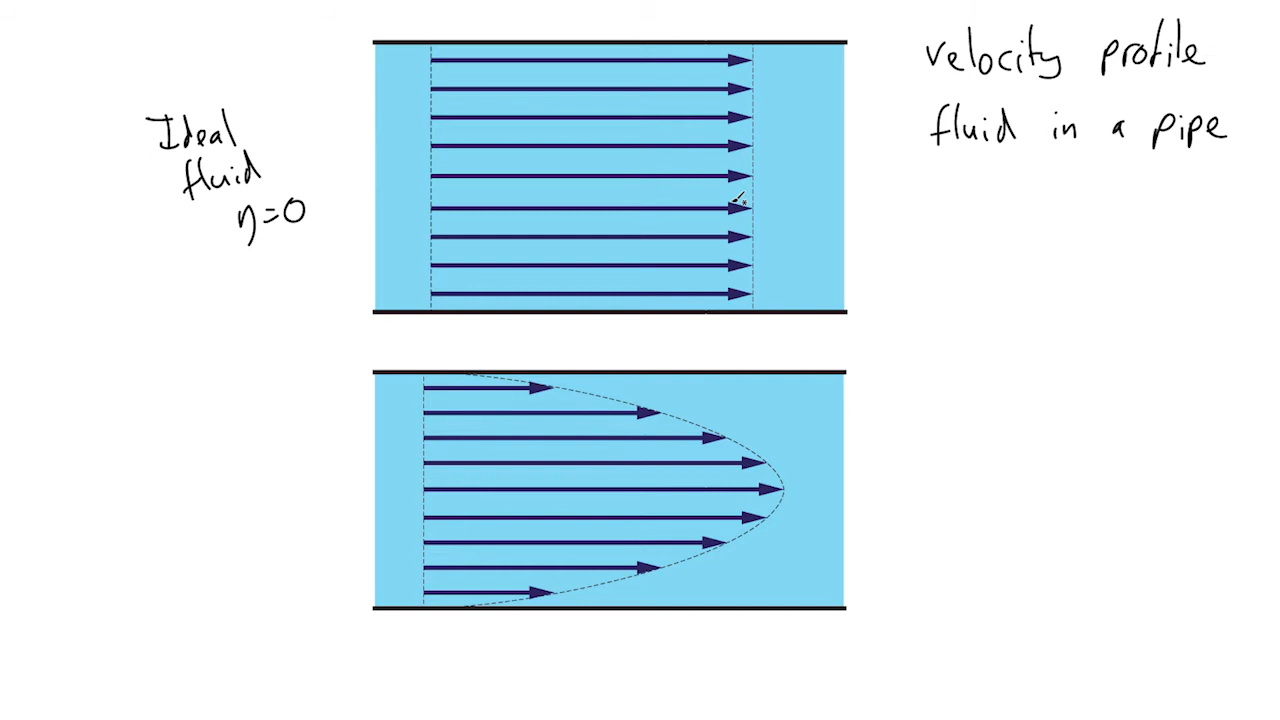 velocity profile
fluid in a pipe
Ideal
fluid
η=0